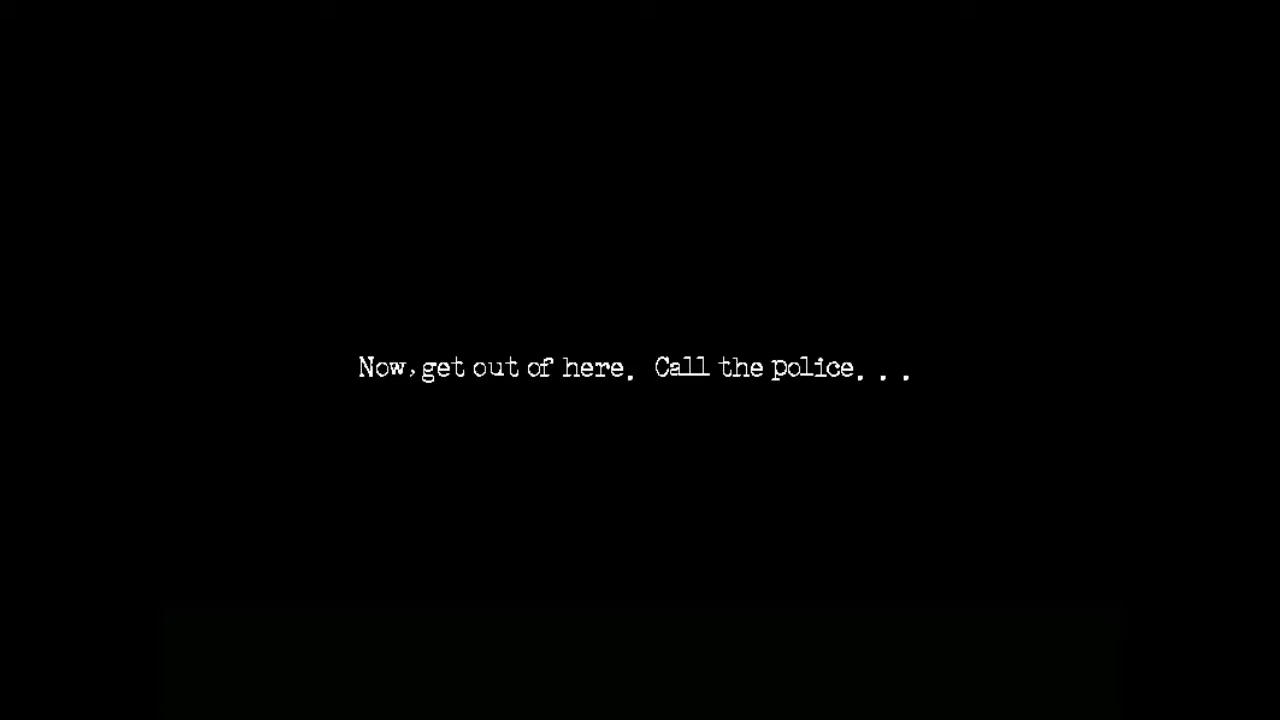 Now, get out of here. Call the police. . .